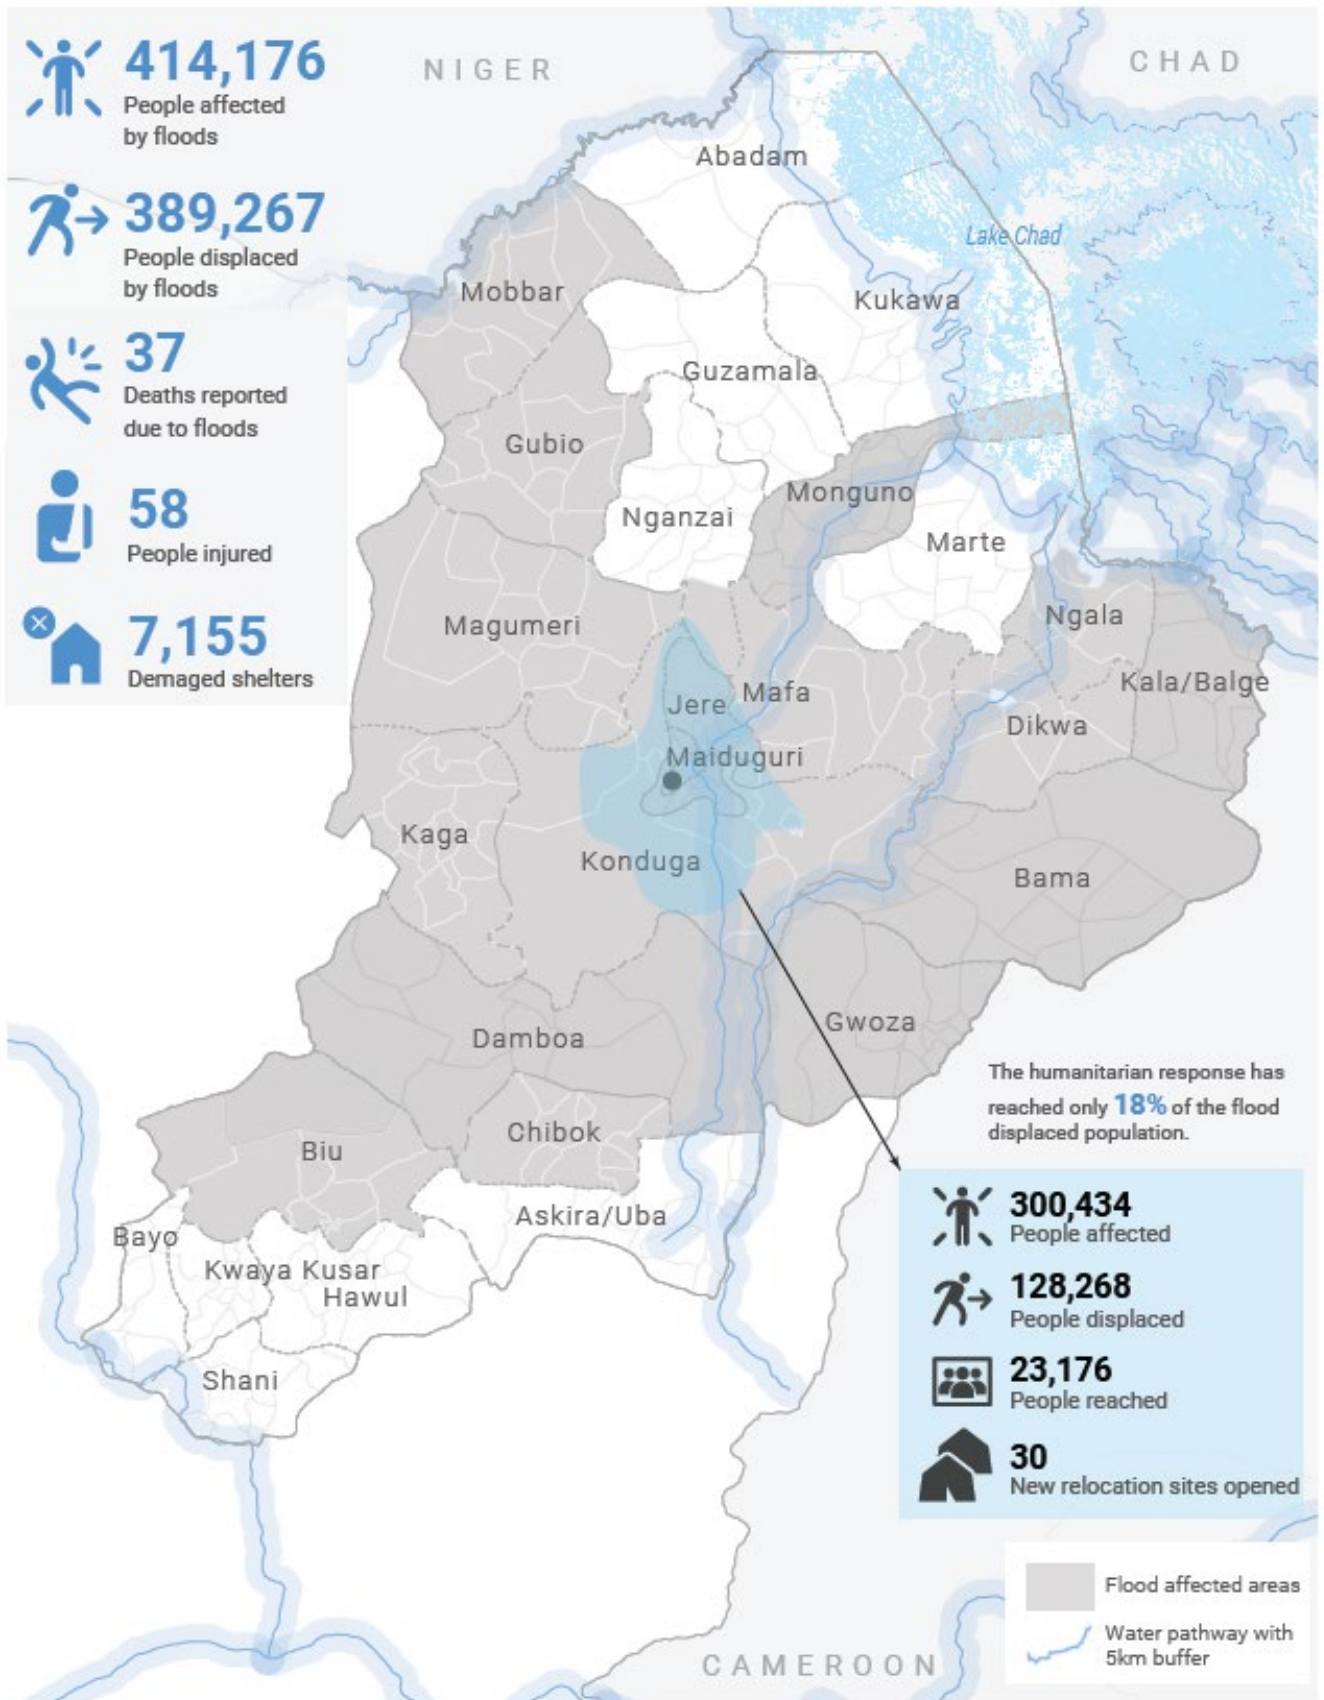 414,176
People affected
by floods
389,267
People displaced
by floods
37
Deaths reported
due to floods
58
People injured
7,155
Demaged shelters
NIGER
CHAD
Abadam
Lake Chad
Mobbar
Kukawa
Guzamala
Gubio
Monguno
Nganzai
Marte
Magumeri
Ngala
Kala/Balge
Jere
Mafa
Dikwa
Maiduguri
Kaga
Konduga
Bama
Damboa
Gwoza
Chibok
Biu
Askira/Uba
Bayo
Kwaya Kusar
Hawul
Shani
The humanitarian response has
reached only 18% of the flood
displaced population.
300,434
People affected
128,268
People displaced
23,176
People reached
30
New relocation sites opened
Flood affected areas
Water pathway with
5km buffer
CAMEROON